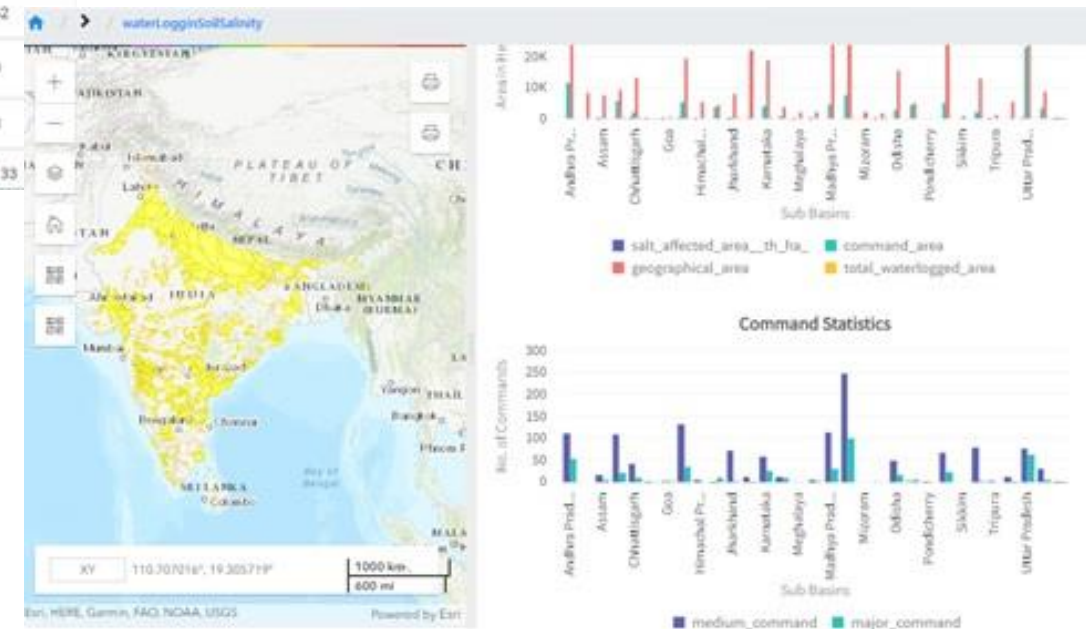 33
waterLogginSoilSalinity
KYRGYZSTAN
PLATEAU OF
TIBET
HIMALAYA
NEPAL
INDIA
MYANMAR
(BURMA)
Dhaka
Mumbai
Chennai
Yangon
Bay of
Bengal
SRI LANKA
Colombo
XY
110.707016°, 19.305719°
1000 km
600 mi
Esri, HERE, Garmin, FAO, NOAA, USGS
Powered by Esri
20K
10K
0
Andhra Pr...
Assam
Chhattisgarh
Goa
Himachal...
Jharkhand
Karnataka
Meghalaya
Madhya Pr...
Mizoram
Odisha
Pondicherry
Sikkim
Tripura
Uttar Prad...
Sub Basins
salt_affected_area__th_ha_ command_area
geographical_area total_waterlogged_area
Command Statistics
No. of Commands
300
250
200
150
100
50
0
Andhra Prad...
Assam
Chhattisgarh
Goa
Himachal Pr...
Jharkhand
Karnataka
Meghalaya
Madhya Prad...
Mizoram
Odisha
Pondicherry
Sikkim
Tripura
Uttar Pradesh
Sub Basins
medium_command major_command